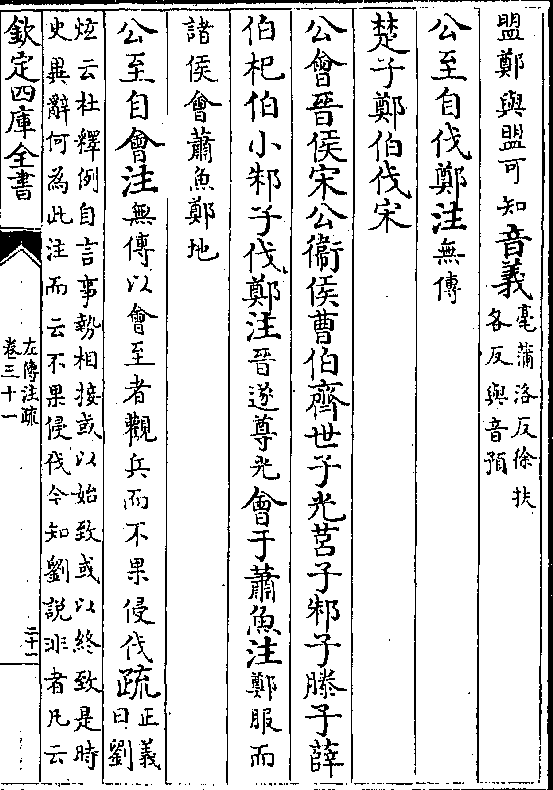 盟鄭與盟可知音義亳蒲洛反徐扶
各反與音預
公至自伐鄭注無傳
楚子鄭伯伐宋
公會晉侯宋公衞侯曹伯齊世子光莒子邾子滕子薛
伯杞伯小邾子伐鄭注晉遂尊光會于蕭魚注鄭服而
諸侯會蕭魚鄭地
公至自會注無傳以會至者觀兵而不果侵伐疏正義
曰劉
炫云杜釋例自言事勢相接或以始致或以終致是時
史異辭何為此注而云不果侵伐今知劉説非者凡云
欽定四庫全書
左傳注疏
卷三十一
二十一